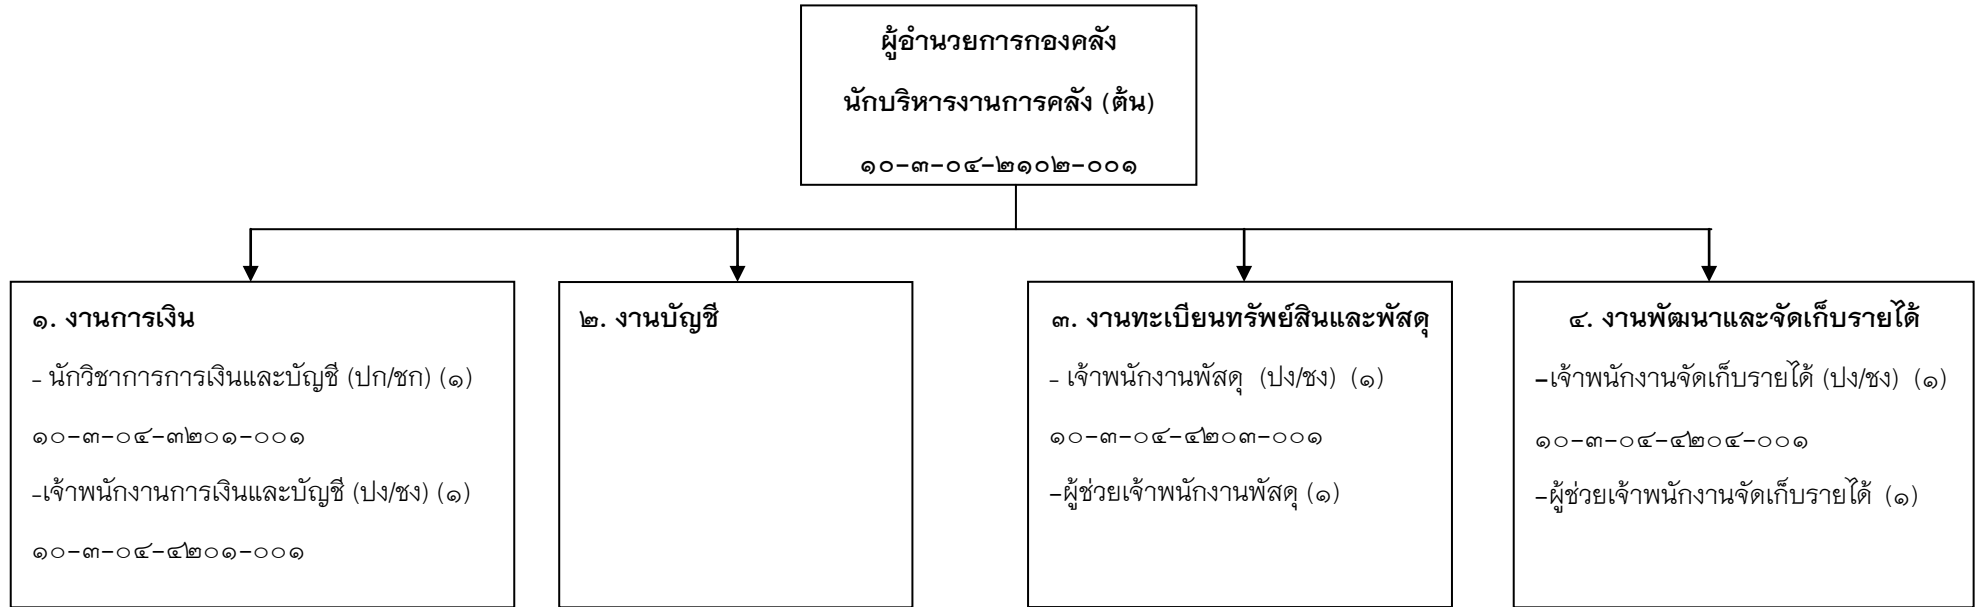 ผู้อำนวยการกองคลัง
นักบริหารงานการคลัง (ต้น)
๑๐-๓-๐๔-๒๑๐๒-๐๐๑
๑. งานการเงิน
- นักวิชาการการเงินและบัญชี (ปก/ชก) (๑)
๑๐-๓-๐๔-๓๒๐๑-๐๐๑
-เจ้าพนักงานการเงินและบัญชี (ปง/ชง) (๑)
๑๐-๓-๐๔-๔๒๐๑-๐๐๑
๒. งานบัญชี
๓. งานทะเบียนทรัพย์สินและพัสดุ
- เจ้าพนักงานพัสดุ (ปง/ชง) (๑)
๑๐-๓-๐๔-๔๒๐๓-๐๐๑
-ผู้ช่วยเจ้าพนักงานพัสดุ (๑)
๔. งานพัฒนาและจัดเก็บรายได้
-เจ้าพนักงานจัดเก็บรายได้ (ปง/ชง) (๑)
๑๐-๓-๐๔-๔๒๐๔-๐๐๑
-ผู้ช่วยเจ้าพนักงานจัดเก็บรายได้ (๑)